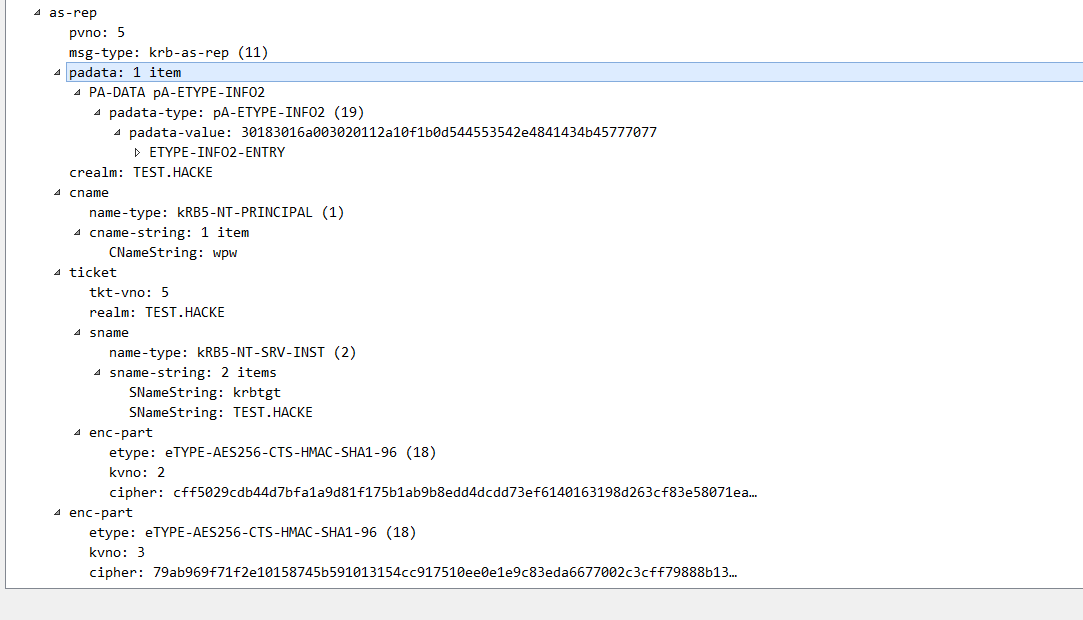 as-rep
pvno: 5
msg-type: krb-as-rep (11)
padata: 1 item
PA-DATA pA-ETYPE-INFO2
padata-type: pA-ETYPE-INFO2 (19)
padata-value: 30183016a003020112a10f1b0d544553542e4841434b45777077
ETYPE-INFO2-ENTRY
crealm: TEST.HACKE
cname
name-type: kRB5-NT-PRINCIPAL (1)
cname-string: 1 item
CNameString: wpw
ticket
tkt-vno: 5
realm: TEST.HACKE
sname
name-type: kRB5-NT-SRV-INST (2)
sname-string: 2 items
SNameString: krbtgt
SNameString: TEST.HACKE
enc-part
etype: eTYPE-AES256-CTS-HMAC-SHA1-96 (18)
kvno: 2
cipher: cff5029cdb44d7bfa1a9d81f175b1ab9b8edd4dcdd73ef6140163198d263cf83e58071ea…
enc-part
etype: eTYPE-AES256-CTS-HMAC-SHA1-96 (18)
kvno: 3
cipher: 79ab969f71f2e10158745b591013154cc917510ee0e1e9c83eda6677002c3cff79888b13…